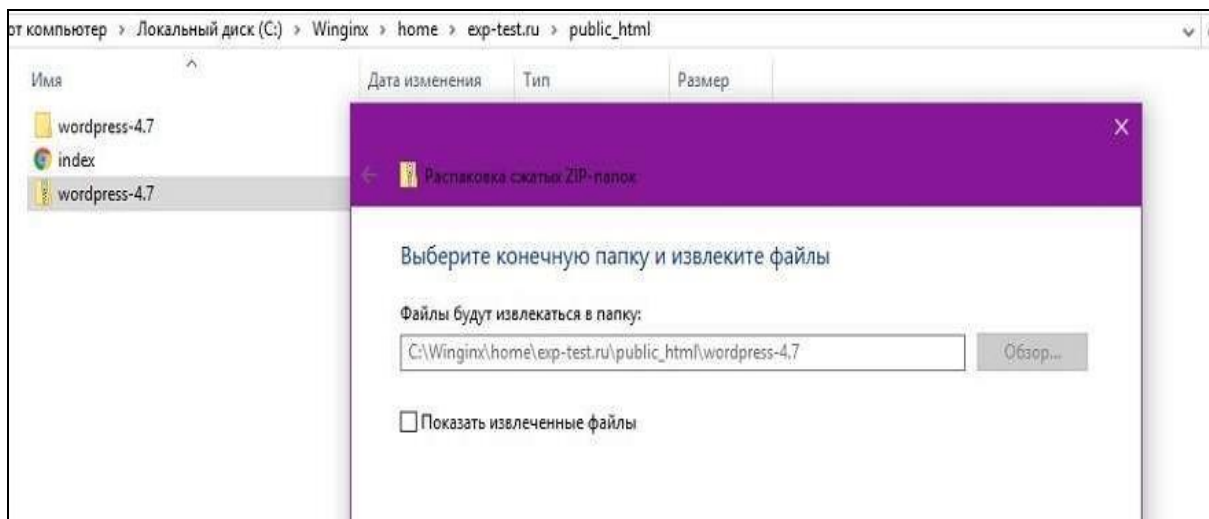 от компьютер > Локальный диск (C:) > Winginx > home > exp-test.ru > public_html
Имя Дата изменения Тип Размер
wordpress-4.7
index
wordpress-4.7
Распаковка сжатых ZIP-папок
Выберите конечную папку и извлеките файлы
Файлы будут извлекаться в папку:
C:\Winginx\home\exp-test.ru\public_html\wordpress-4.7 Обзор...
Показать извлеченные файлы